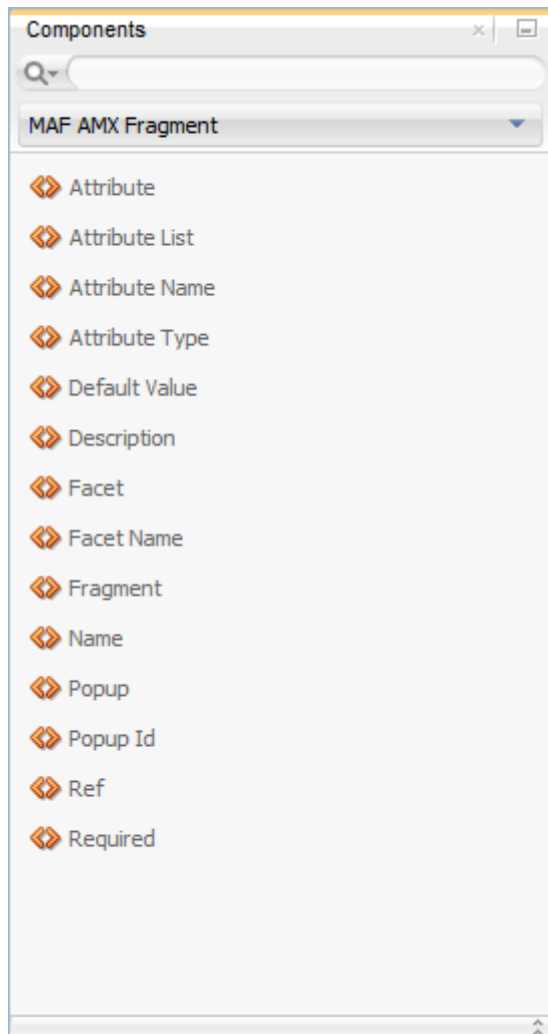 Components
MAF AMX Fragment
Attribute
Attribute List
Attribute Name
Attribute Type
Default Value
Description
Facet
Facet Name
Fragment
Name
Popup
Popup Id
Ref
Required